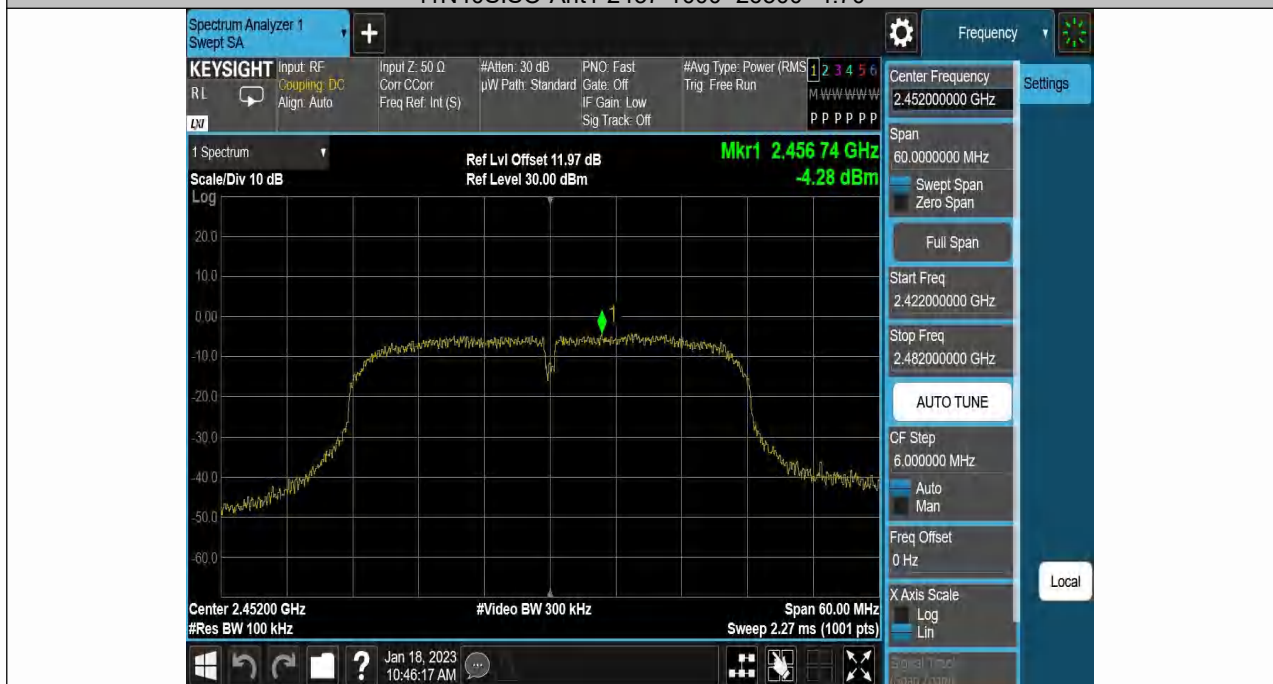 Spectrum Analyzer 1
Swept SA
+
Frequency
KEYSIGHT
RL
LXI
Input: RF
Coupling: DC
Align: Auto
Input Z: 50 Ω
Corr CCorr
Freq Ref: Int (S)
#Atten: 30 dB
µW Path: Standard
PNO: Fast
Gate: Off
IF Gain: Low
Sig Track: Off
#Avg Type: Power (RMS
Trig: Free Run
1 2 3 4 5 6
M W W W W W
P P P P P P
Center Frequency
2.452000000 GHz
Settings
1 Spectrum
Scale/Div 10 dB
Log
Ref Lvl Offset 11.97 dB
Ref Level 30.00 dBm
Mkr1 2.456 74 GHz
-4.28 dBm
Span
60.0000000 MHz
Swept Span
Zero Span
Full Span
Start Freq
2.422000000 GHz
Stop Freq
2.482000000 GHz
AUTO TUNE
CF Step
6.000000 MHz
Auto
Man
Freq Offset
0 Hz
X Axis Scale
Log
Lin
Local
20.0
10.0
0.00
-10.0
-20.0
-30.0
-40.0
-50.0
-60.0
1
Center 2.45200 GHz
#Res BW 100 kHz
#Video BW 300 kHz
Span 60.00 MHz
Sweep 2.27 ms (1001 pts)
?
Jan 18, 2023
10:46:17 AM